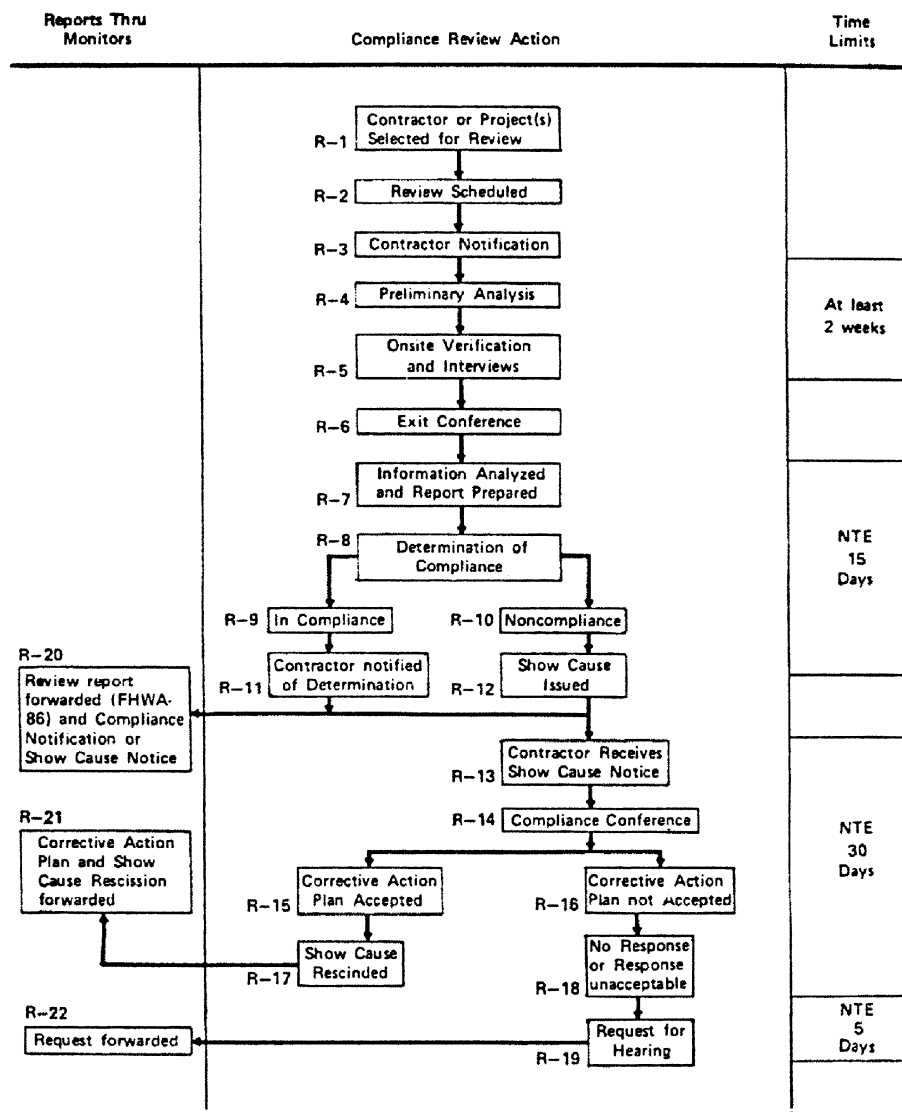 Reports Thru
Monitors
Compliance Review Action
Time
Limits
R-1
Contractor or Project(s)
Selected for Review
R-2
Review Scheduled
R-3
Contractor Notification
R-4
Preliminary Analysis
At least
2 weeks
R-5
Onsite Verification
and Interviews
R-6
Exit Conference
R-7
Information Analyzed
and Report Prepared
R-8
Determination of
Compliance
NTE
15
Days
R-9
In Compliance
R-10
Noncompliance
R-11
Contractor notified
of Determination
R-12
Show Cause
Issued
R-20
Review report
forwarded (FHWA-
86) and Compliance
Notification or
Show Cause Notice
R-13
Contractor Receives
Show Cause Notice
R-14
Compliance Conference
R-21
Corrective Action
Plan and Show
Cause Rescission
forwarded
NTE
30
Days
R-15
Corrective Action
Plan Accepted
R-16
Corrective Action
Plan not Accepted
R-17
Show Cause
Rescinded
R-18
No Response
or Response
unacceptable
R-22
Request forwarded
R-19
Request for
Hearing
NTE
5
Days